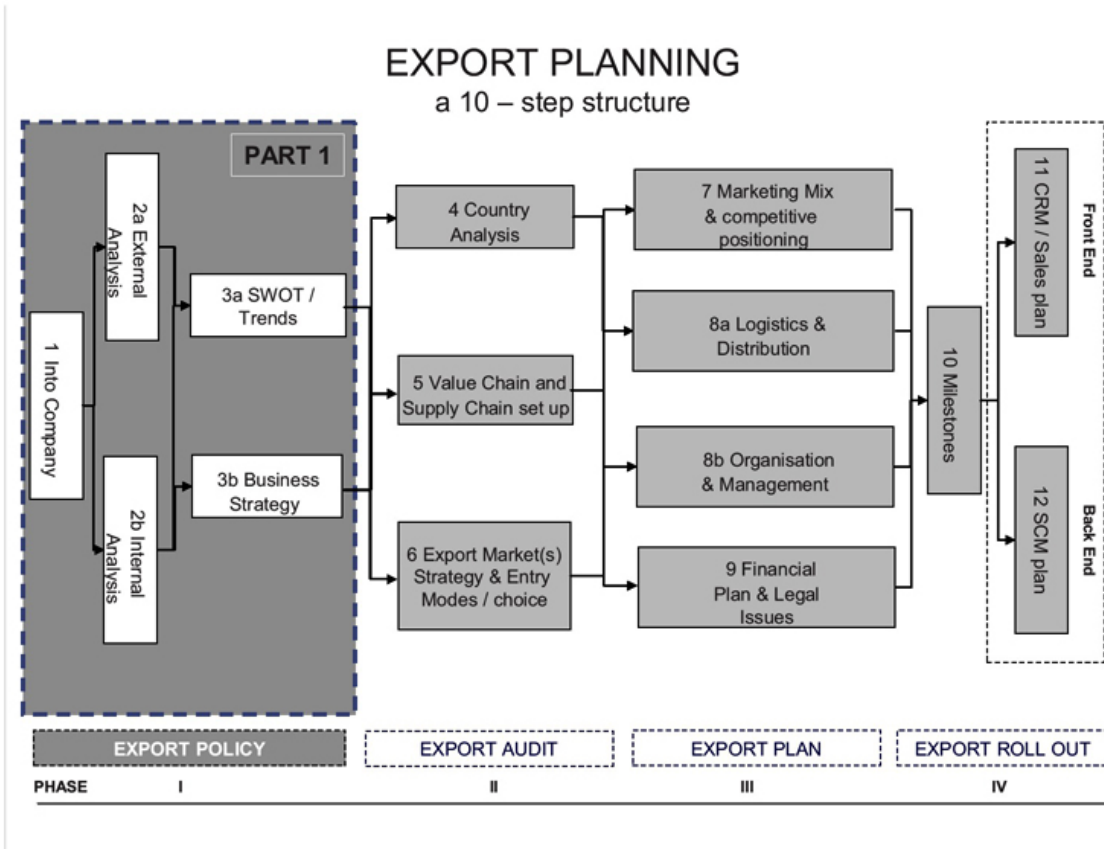 EXPORT PLANNING
a 10 – step structure
PART 1
1 Into Company
2a External
Analysis
2b Internal
Analysis
3a SWOT /
Trends
3b Business
Strategy
4 Country
Analysis
5 Value Chain and
Supply Chain set up
6 Export Market(s)
Strategy & Entry
Modes / choice
7 Marketing Mix
& competitive
positioning
8a Logistics &
Distribution
8b Organisation
& Management
9 Financial
Plan & Legal
Issues
10 Milestones
11 CRM / Sales plan
Front End
12 SCM plan
Back End
EXPORT POLICY
EXPORT AUDIT
EXPORT PLAN
EXPORT ROLL OUT
PHASE I II III IV